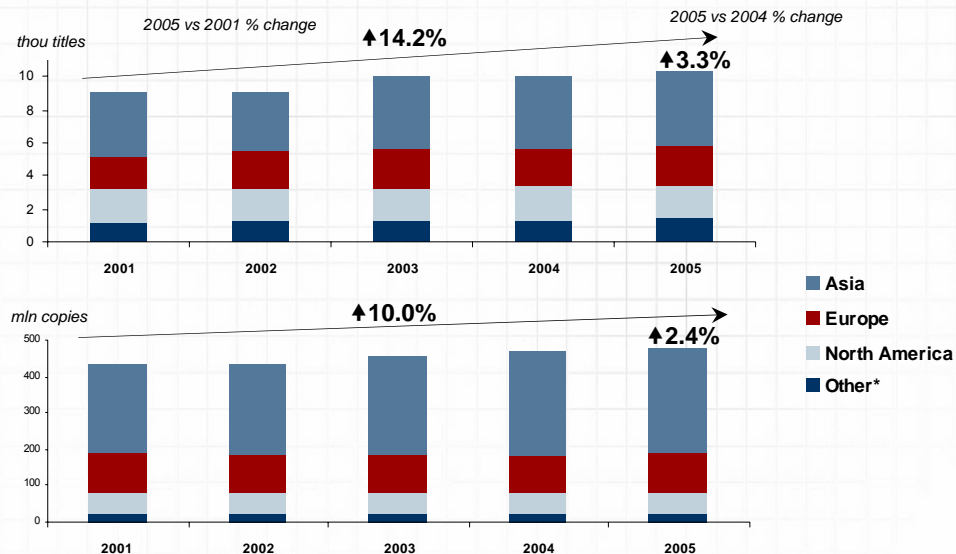 2005 vs 2001 % change
2005 vs 2004 % change
thou titles
14.2%
3.3%
10
8
6
4
2
0
2001 2002 2003 2004 2005
mln copies
10.0%
2.4%
500
400
300
200
100
0
2001 2002 2003 2004 2005
Asia
Europe
North America
Other*